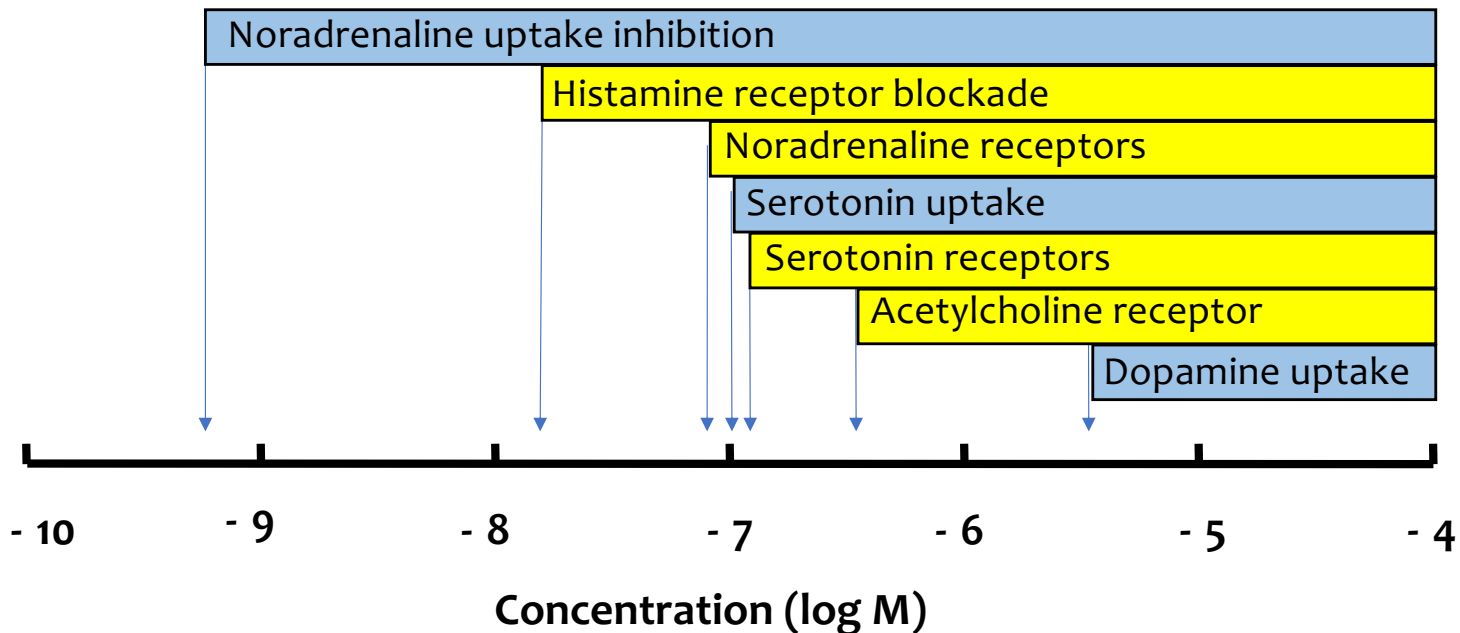 Noradrenaline uptake inhibition
Histamine receptor blockade
Noradrenaline receptors
Serotonin uptake
Serotonin receptors
Acetylcholine receptor
Dopamine uptake
- 10 - 9 - 8 - 7 - 6 - 5 - 4
Concentration (log M)